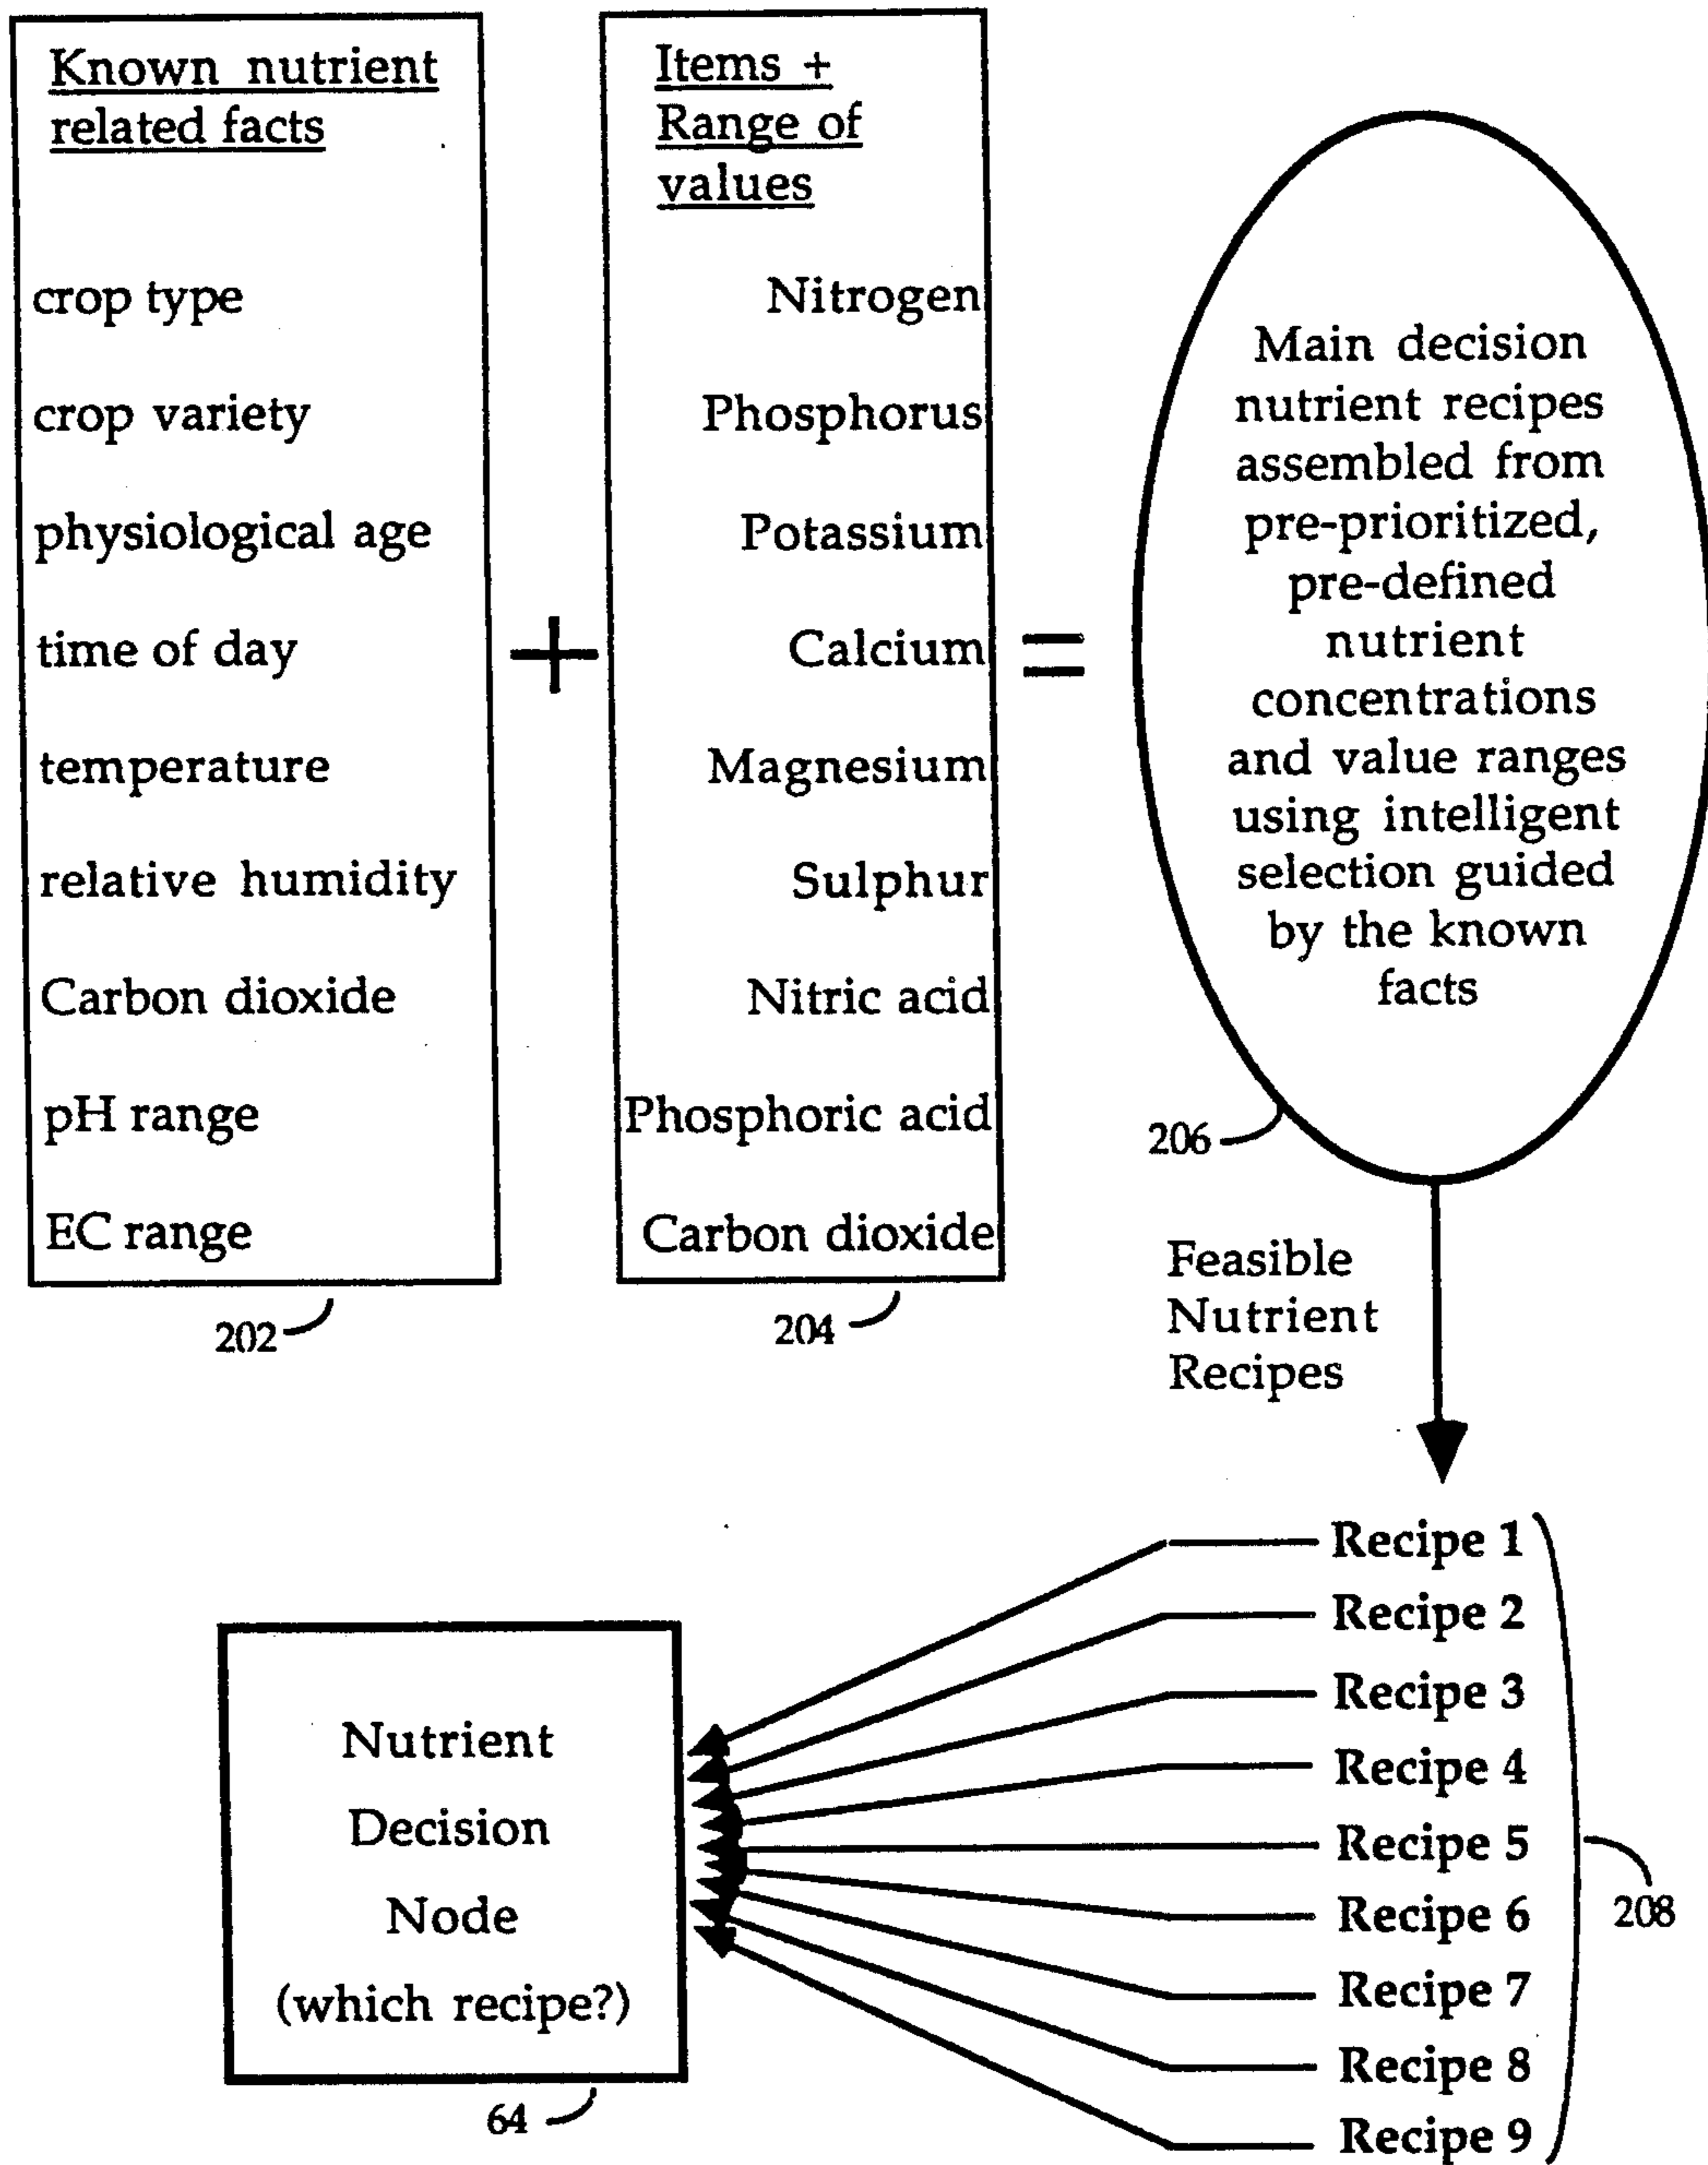 Known nutrient
related facts
crop type
crop variety
physiological age
time of day
temperature
relative humidity
Carbon dioxide
pH range
EC range
202
+
Items +
Range of
values
Nitrogen
Phosphorus
Potassium
Calcium
Magnesium
Sulphur
Nitric acid
Phosphoric acid
Carbon dioxide
204
=
Main decision
nutrient recipes
assembled from
pre-prioritized,
pre-defined
nutrient
concentrations
and value ranges
using intelligent
selection guided
by the known
facts
206
Feasible
Nutrient
Recipes
Recipe 1
Recipe 2
Recipe 3
Recipe 4
Recipe 5
Recipe 6
Recipe 7
Recipe 8
Recipe 9
208
Nutrient
Decision
Node
(which recipe?)
64